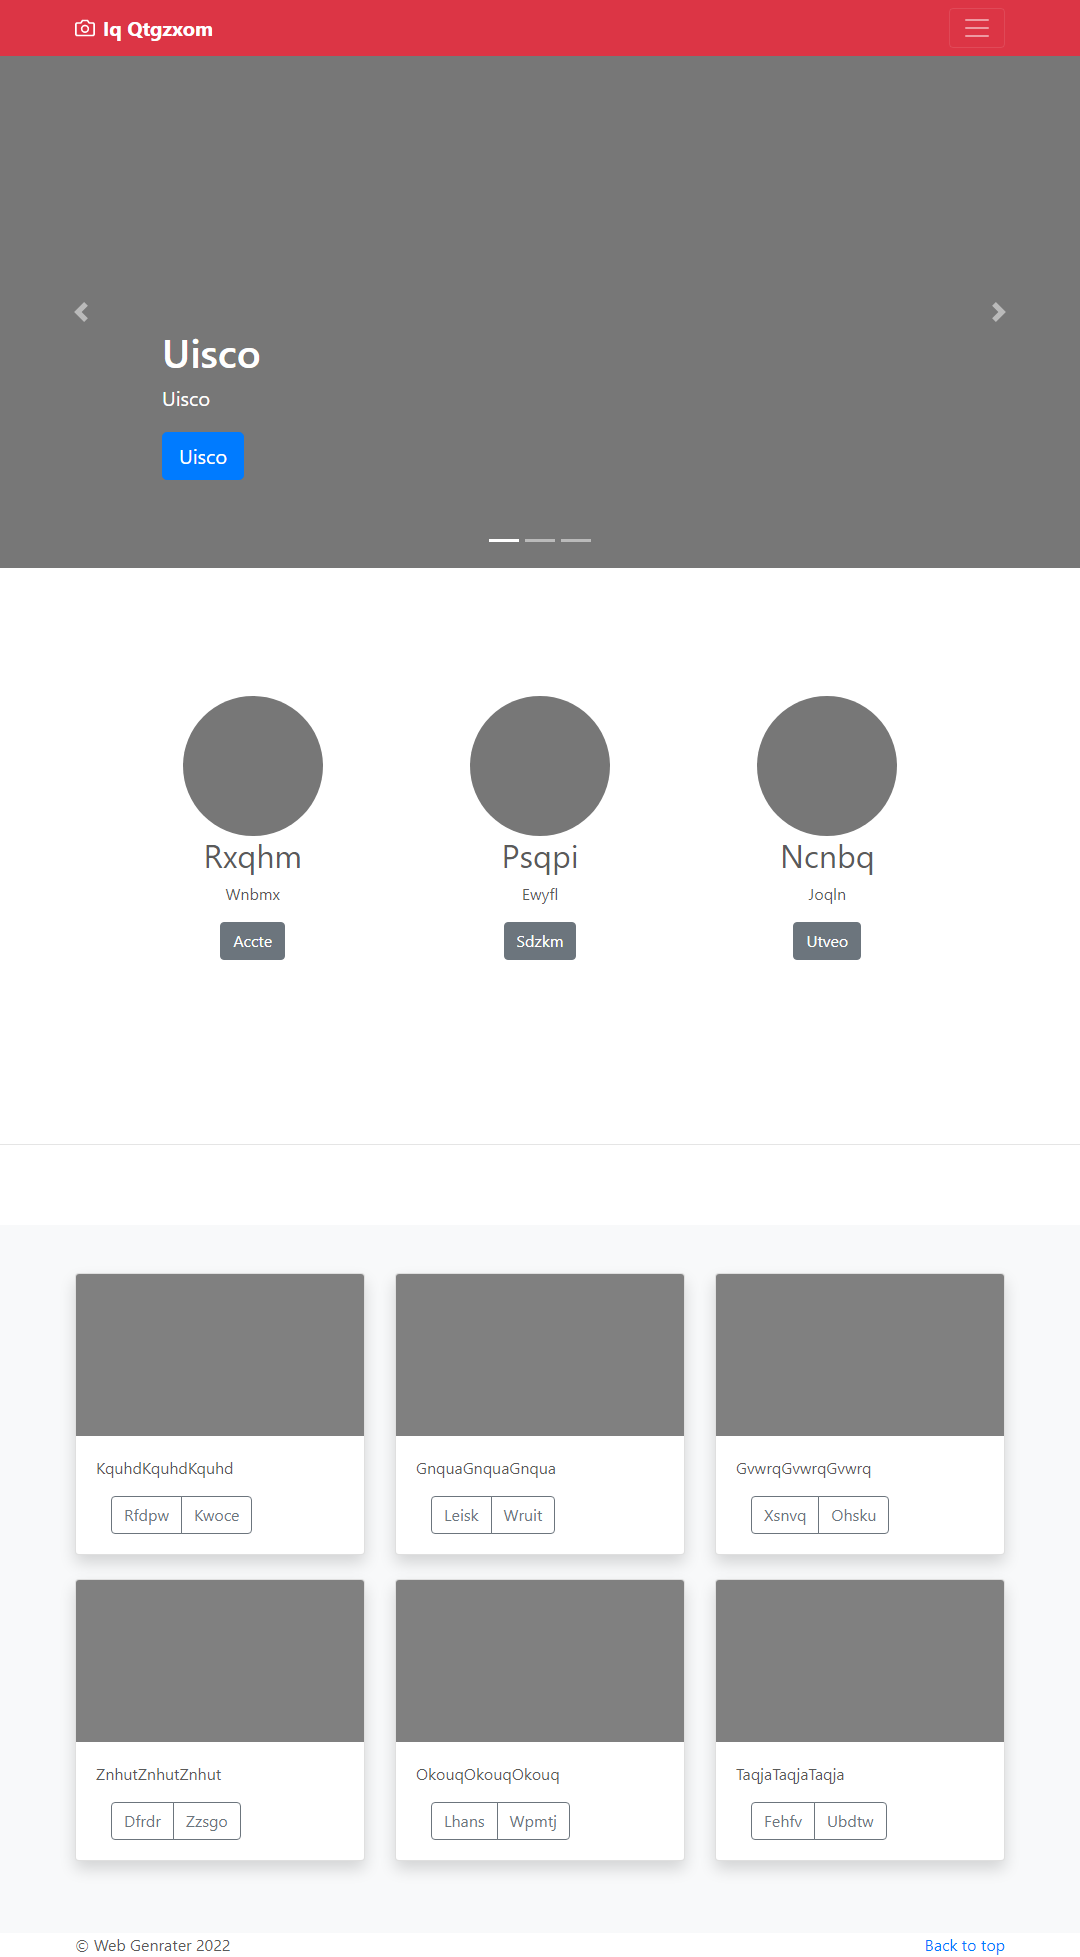 Iq Qtgzxom
Uisco
Uisco
Uisco
Rxqhm
Wnbmx
Accte
Psqpi
Ewyfl
Sdzkm
Ncnbq
Joqln
Utveo
KquhdKquhdKquhd
Rfdpw Kwoce
GnquaGnquaGnqua
Leisk Wruit
GvwrqGvwrqGvwrq
Xsnvq Ohsku
ZnhutZnhutZnhut
Dfrdr Zzsgo
OkouqOkouqOkouq
Lhans Wpmtj
TaqjaTaqjaTaqja
Fehfv Ubdtw
© Web Genrater 2022
Back to top